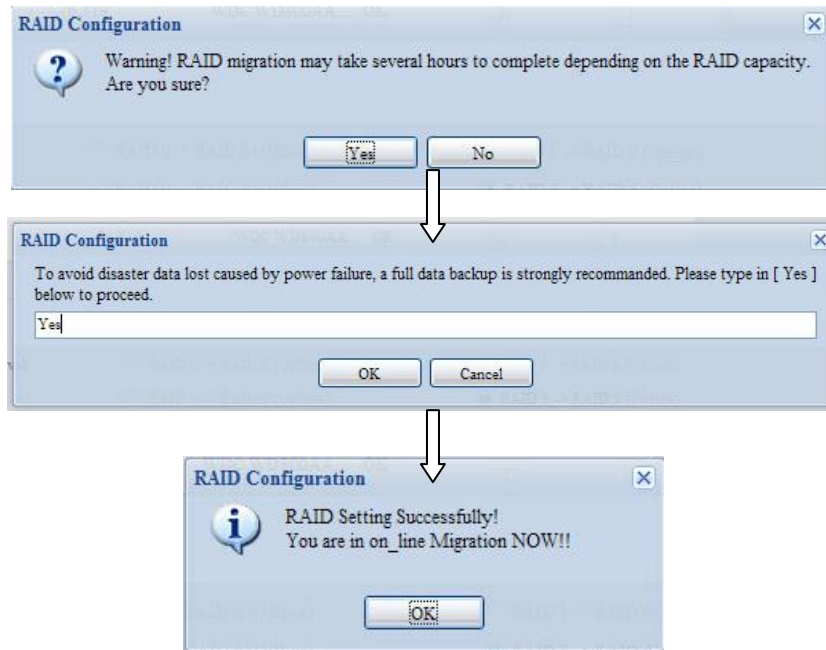 RAID Configuration
Warning! RAID migration may take several hours to complete depending on the RAID capacity.
Are you sure?
Yes
No
RAID Configuration
To avoid disaster data lost caused by power failure, a full data backup is strongly recommanded. Please type in [ Yes ]
below to proceed.
Yes
OK
Cancel
RAID Configuration
RAID Setting Successfully!
You are in on_line Migration NOW!!
OK